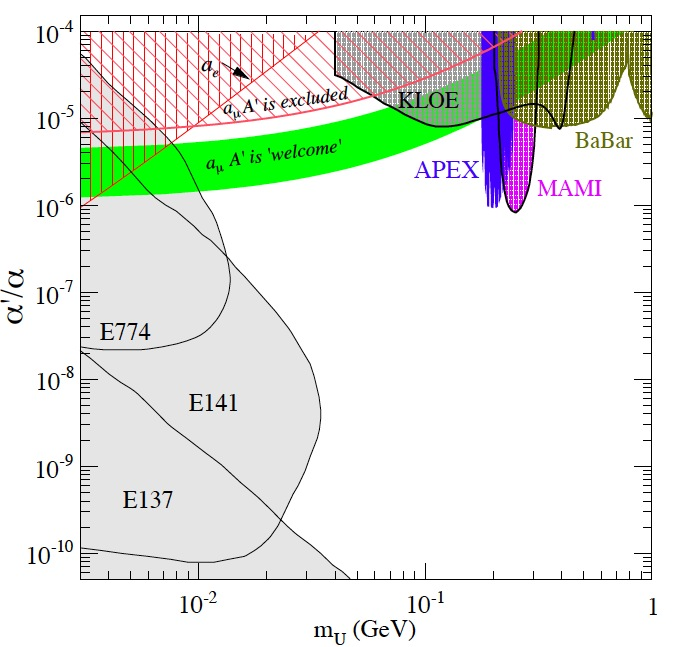 10-4
a_e
a_μ A' is excluded
KLOE
10-5
BaBar
a_μ A' is 'welcome'
APEX
MAMI
10-6
α'/α
10-7
E774
10-8
E141
10-9
E137
10-10
10-2 10-1 1
m_U (GeV)